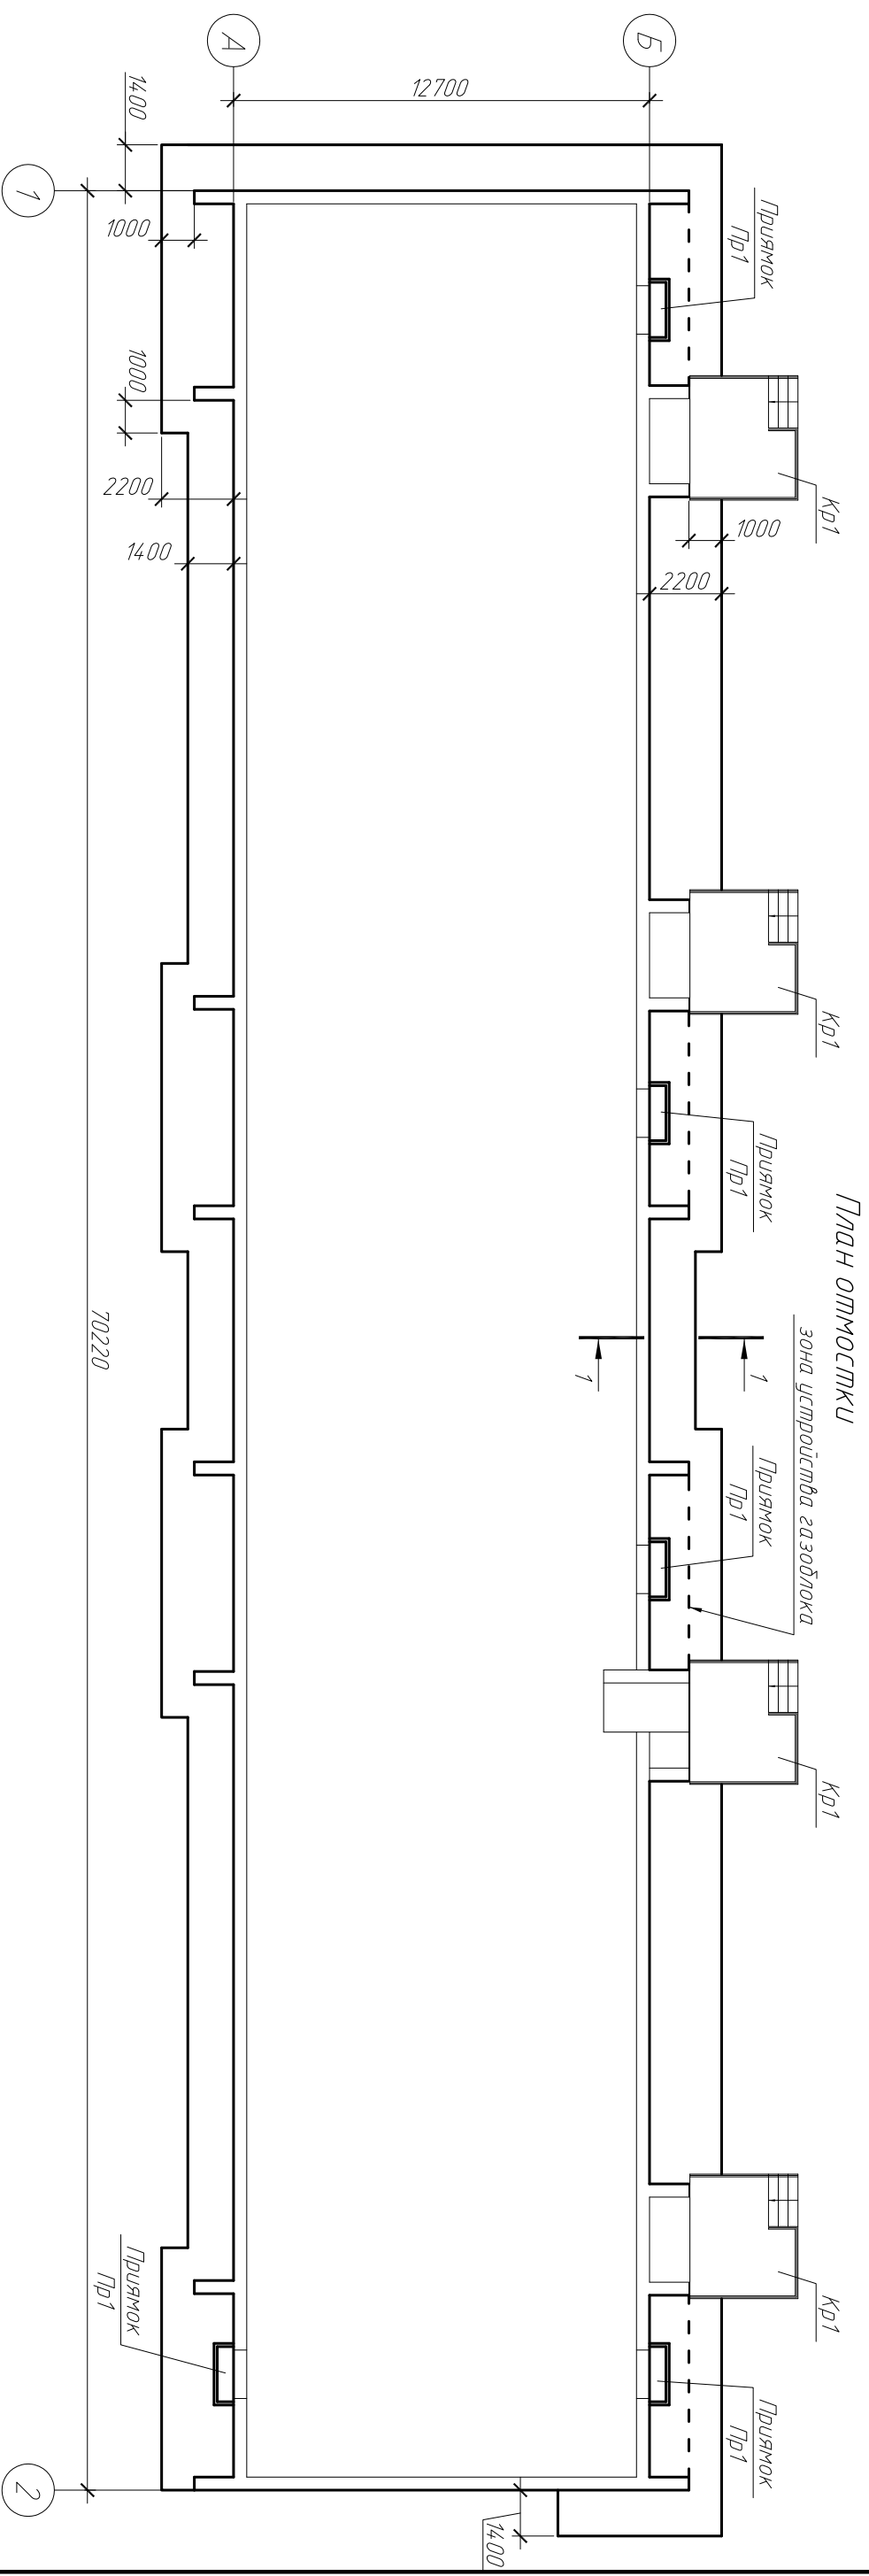 План отмостки
зона устройства газоблока
Приямок
Пр1
Кр1
Кр1
Приямок
Пр1
Приямок
Пр1
Кр1
Кр1
Приямок
Пр1
1000
2200
1
1
Б
12700
А
1400
1000
1000
2200
1400
Приямок
Пр1
1400
70220
1
2